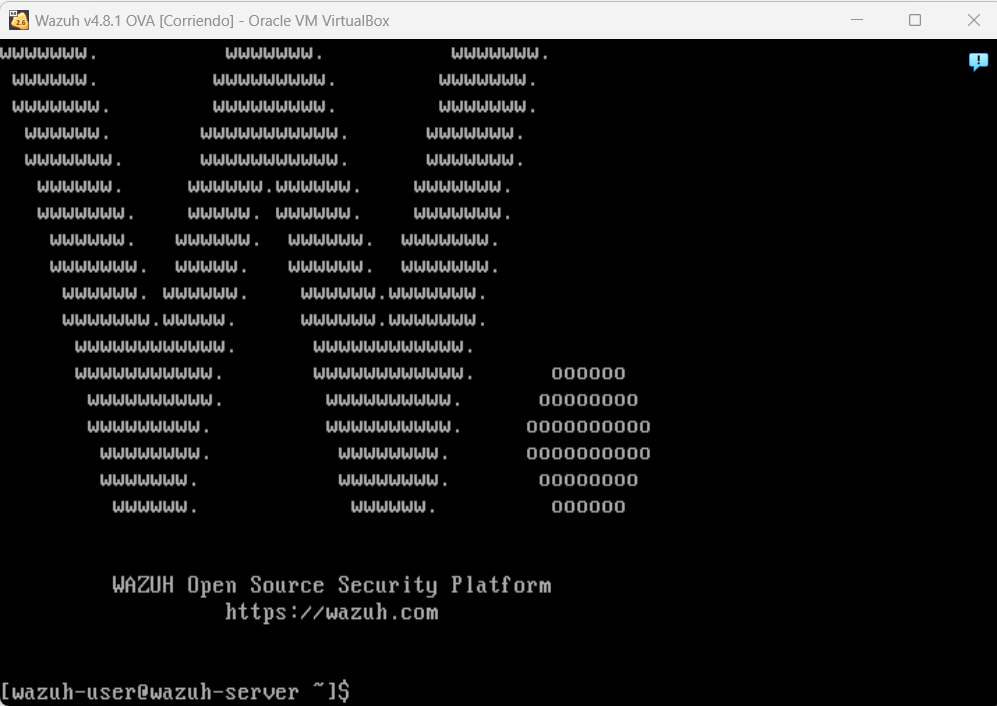 Wazuh v4.8.1 OVA [Corriendo] - Oracle VM VirtualBox
WWWWWWW.          WWWWWWW.          WWWWWWW.
 WWWWWW.         WWWWWWWWW.        WWWWWWW.
 WWWWWWW.        WWWWWWWWW.        WWWWWWW.
  WWWWWW.       WWWWWWWWWWW.      WWWWWWW.
  WWWWWWW.      WWWWWWWWWWW.      WWWWWWW.
   WWWWWW.     WWWWWW.WWWWWW.    WWWWWWW.
   WWWWWWW.    WWWWW. WWWWWW.    WWWWWWW.
    WWWWWW.   WWWWWW.  WWWWWW.  WWWWWWW.
    WWWWWWW.  WWWWW.   WWWWWW.  WWWWWWW.
     WWWWWW. WWWWWW.    WWWWWW.WWWWWWW.
     WWWWWWW.WWWWW.     WWWWWW.WWWWWWW.
      WWWWWWWWWWWW.      WWWWWWWWWWWW.
      WWWWWWWWWWW.       WWWWWWWWWWWW.      OOOOOO
       WWWWWWWWWW.        WWWWWWWWWW.      OOOOOOOO
       WWWWWWWWW.         WWWWWWWWWW.     OOOOOOOOOO
        WWWWWWWW.          WWWWWWWW.      OOOOOOOOOO
        WWWWWWW.           WWWWWWWW.       OOOOOOOO
         WWWWWW.            WWWWWW.         OOOOOO
WAZUH Open Source Security Platform
https://wazuh.com
[wazuh-user@wazuh-server ~]$